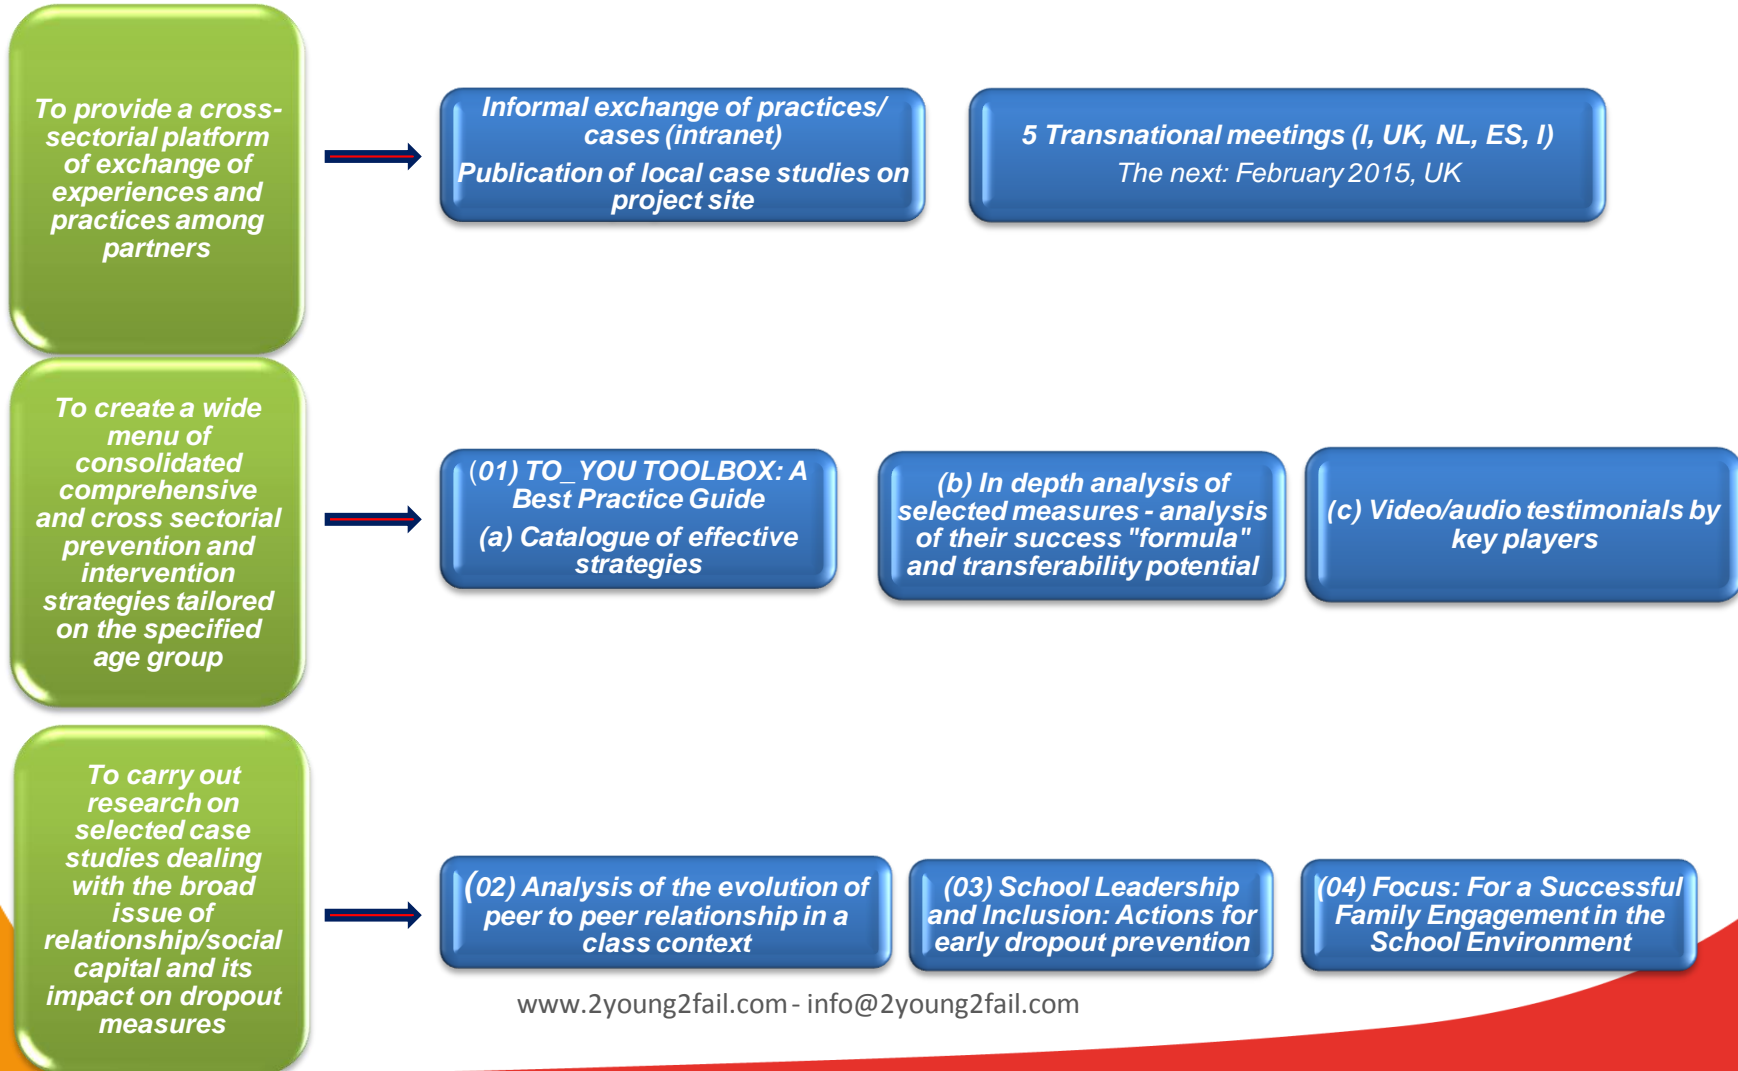 To provide a cross-
sectorial platform
of exchange of
experiences and
practices among
partners
Informal exchange of practices/
cases (intranet)
Publication of local case studies on
project site
5 Transnational meetings (I, UK, NL, ES, I)
The next: February 2015, UK
To create a wide
menu of
consolidated
comprehensive
and cross sectorial
prevention and
intervention
strategies tailored
on the specified
age group
(01) TO_YOU TOOLBOX: A
Best Practice Guide
(a) Catalogue of effective
strategies
(b) In depth analysis of
selected measures - analysis
of their success "formula"
and transferability potential
(c) Video/audio testimonials by
key players
To carry out
research on
selected case
studies dealing
with the broad
issue of
relationship/social
capital and its
impact on dropout
measures
(02) Analysis of the evolution of
peer to peer relationship in a
class context
(03) School Leadership
and Inclusion: Actions for
early dropout prevention
(04) Focus: For a Successful
Family Engagement in the
School Environment
www.2young2fail.com - info@2young2fail.com